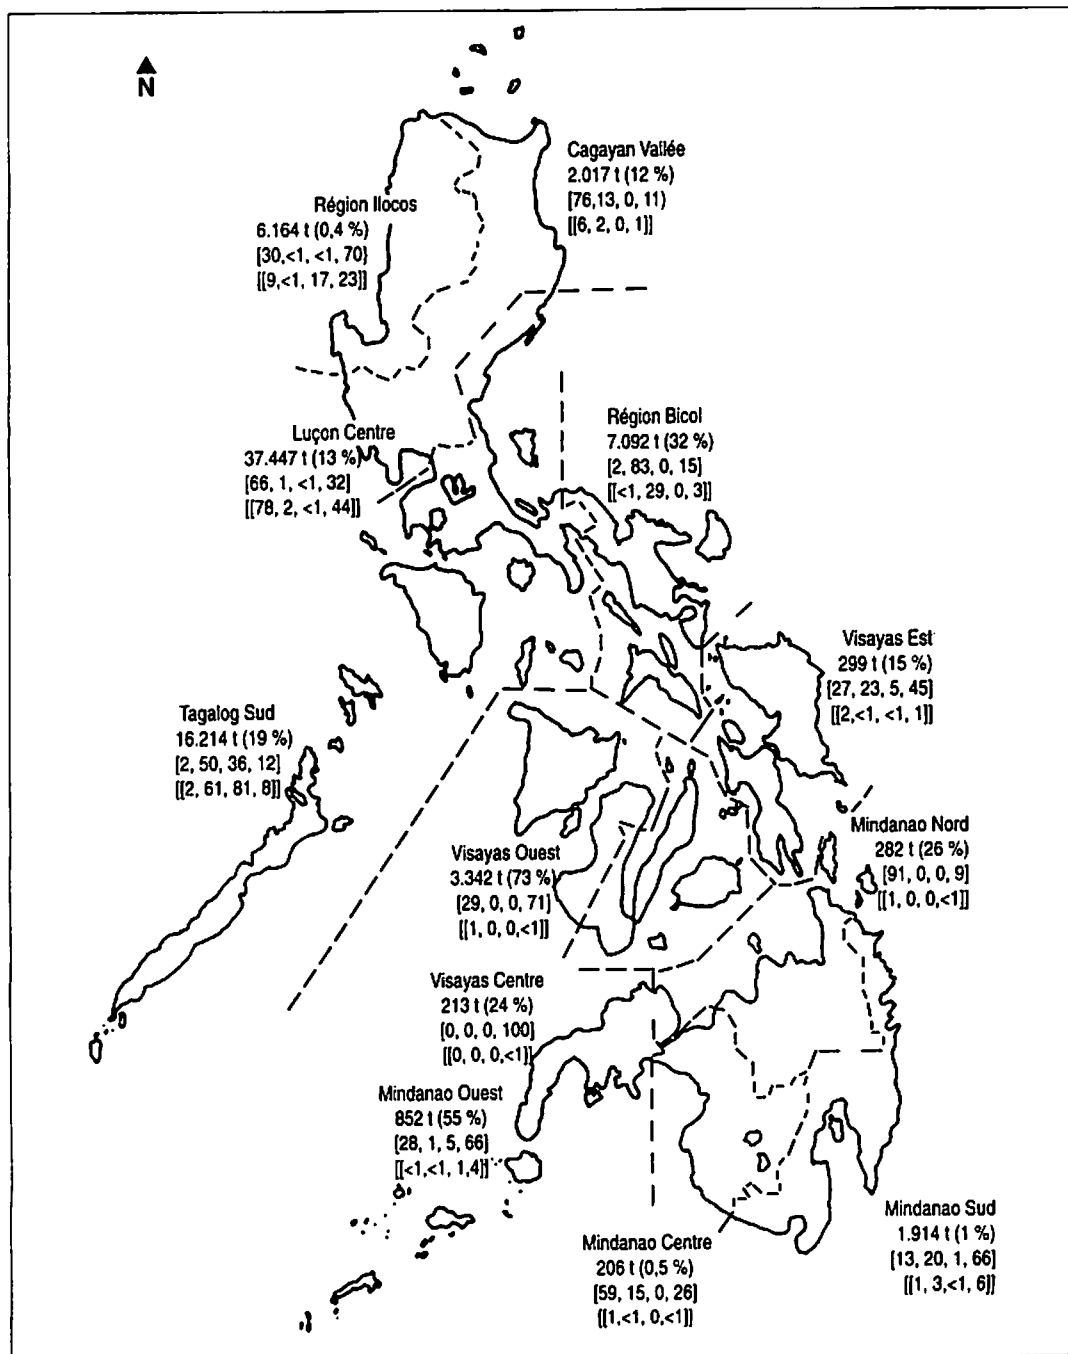 N
Cagayan Vallée
2.017 t (12 %)
[76,13, 0, 11)
[[6, 2, 0, 1]]
Région Ilocos
6.164 t (0,4 %)
[30,<1, <1, 70}
[[9,<1, 17, 23]]
Région Bicol
7.092 t (32 %)
[2, 83, 0, 15]
[[<1, 29, 0, 3]]
Luçon Centre
37.447 t (13 %)
[66, 1, <1, 32]
[[78, 2, <1, 44]]
Visayas Est
299 t (15 %)
[27, 23, 5, 45]
[[2,<1, <1, 1]]
Tagalog Sud
16.214 t (19 %)
[2, 50, 36, 12]
[[2, 61, 81, 8]]
Mindanao Nord
282 t (26 %)
[91, 0, 0, 9]
[[1, 0, 0,<1]]
Visayas Ouest
3.342 t (73 %)
[29, 0, 0, 71]
[[1, 0, 0,<1]]
Visayas Centre
213 t (24 %)
[0, 0, 0, 100]
[[0, 0, 0,<1]]
Mindanao Ouest
852 t (55 %)
[28, 1, 5, 66]
[[<1,<1, 1,4]]
Mindanao Sud
1.914 t (1 %)
[13, 20, 1, 66]
[[1, 3,<1, 6]]
Mindanao Centre
206 t (0,5 %)
[59, 15, 0, 26]
[[1,<1, 0,<1]]